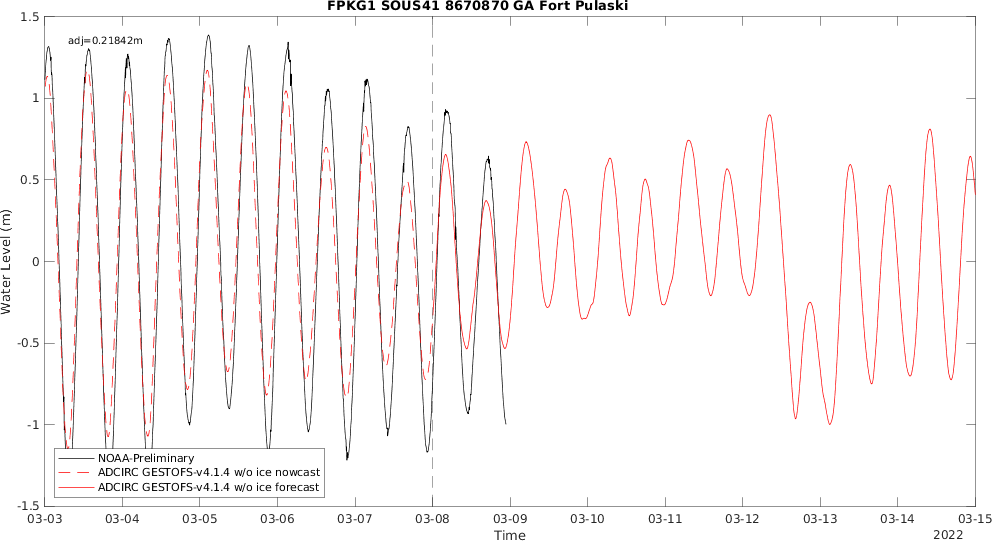 FPKG1 SOUS41 8670870 GA Fort Pulaski
adj=0.21842m
1.5
1
0.5
0
-0.5
-1
-1.5
Water Level (m)
NOAA-Preliminary
ADCIRC GESTOFS-v4.1.4 w/o ice nowcast
ADCIRC GESTOFS-v4.1.4 w/o ice forecast
03-03 03-04 03-05 03-06 03-07 03-08 03-09 03-10 03-11 03-12 03-13 03-14 03-15
Time
2022